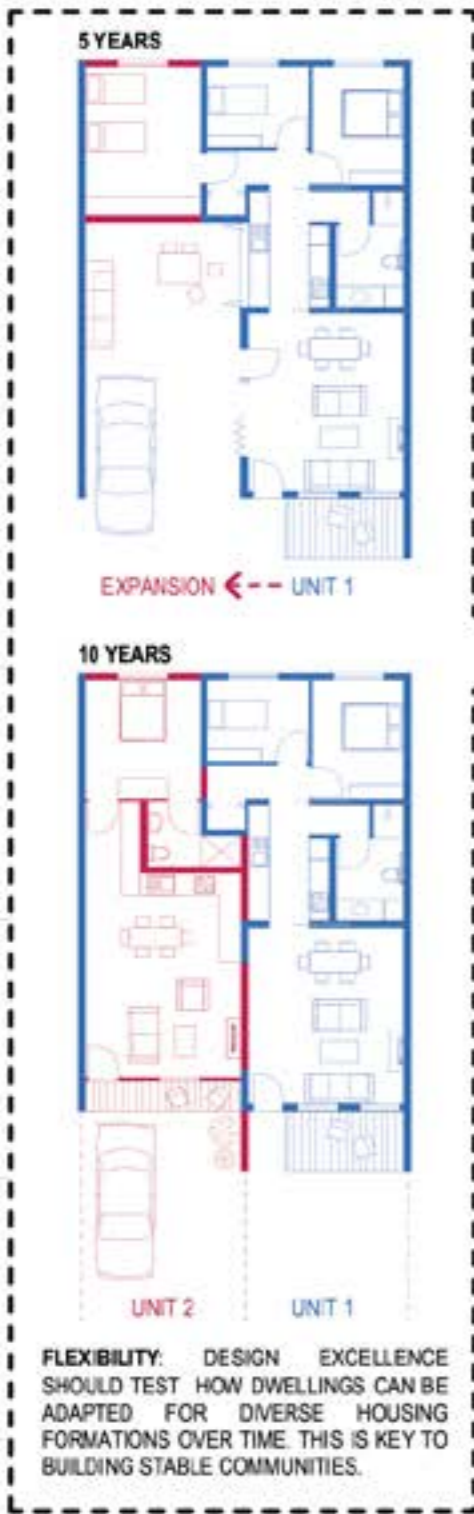 5 YEARS
EXPANSION UNIT 1
10 YEARS
UNIT 2 UNIT 1
FLEXIBILITY: DESIGN EXCELLENCE
SHOULD TEST HOW DWELLINGS CAN BE
ADAPTED FOR DIVERSE HOUSING
FORMATIONS OVER TIME. THIS IS KEY TO
BUILDING STABLE COMMUNITIES.